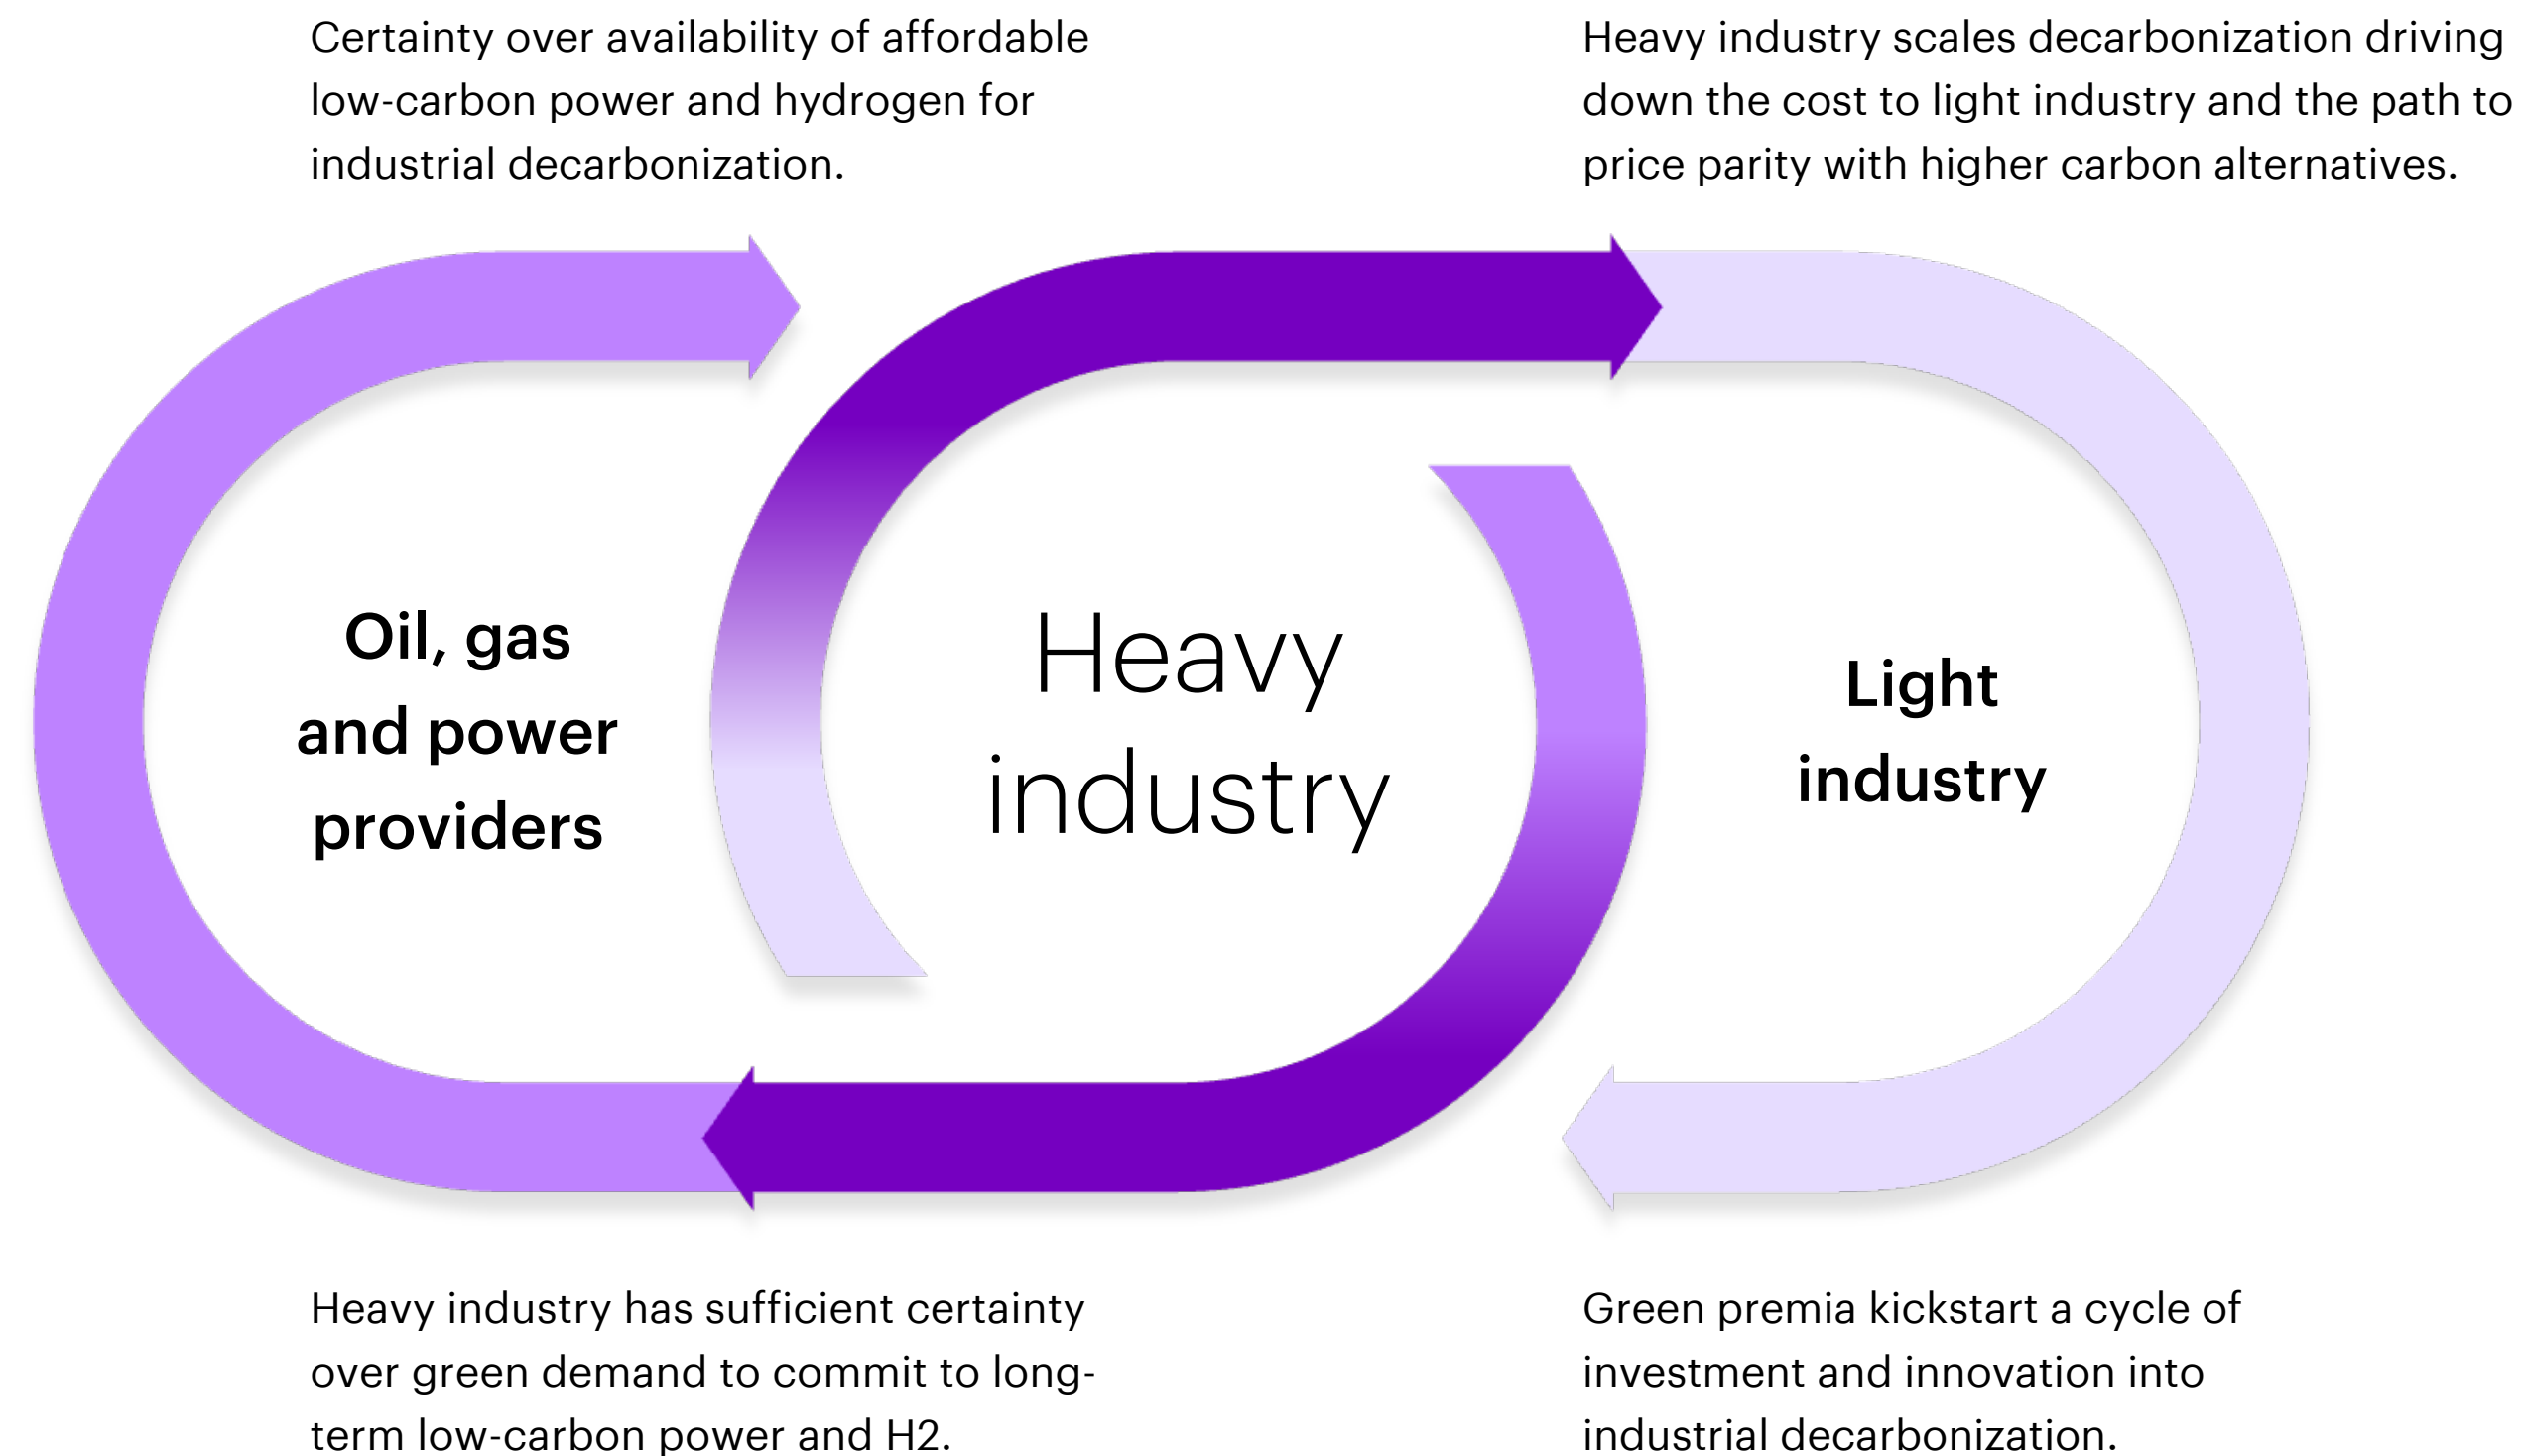 Certainty over availability of affordable
low-carbon power and hydrogen for
industrial decarbonization.
Heavy industry scales decarbonization driving
down the cost to light industry and the path to
price parity with higher carbon alternatives.
Oil, gas
and power
providers
Heavy
industry
Light
industry
Heavy industry has sufficient certainty
over green demand to commit to long-
term low-carbon power and H2.
Green premia kickstart a cycle of
investment and innovation into
industrial decarbonization.